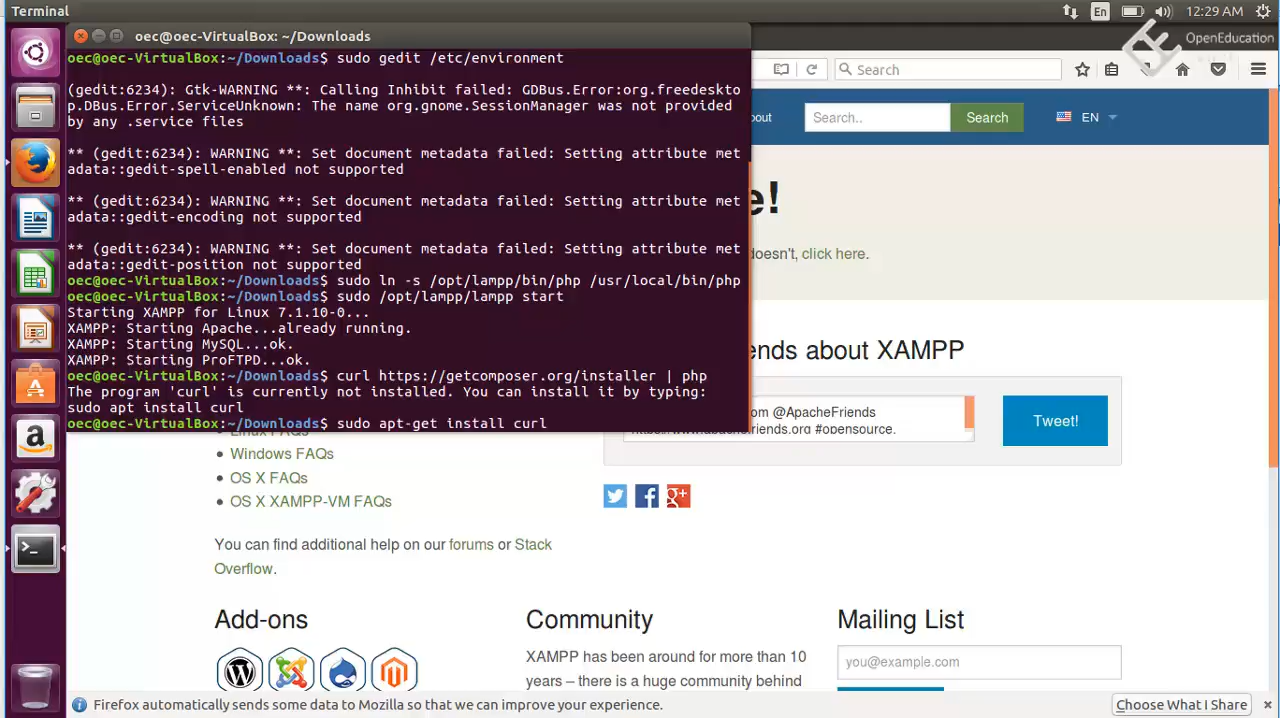 Terminal
En
12:29 AM
OpenEducation
oec@oec-VirtualBox: ~/Downloads
oec@oec-VirtualBox:~/Downloads$ sudo gedit /etc/environment
(gedit:6234): Gtk-WARNING **: Calling Inhibit failed: GDBus.Error:org.freedeskto
p.DBus.Error.ServiceUnknown: The name org.gnome.SessionManager was not provided
by any .service files
** (gedit:6234): WARNING **: Set document metadata failed: Setting attribute met
adata::gedit-spell-enabled not supported
** (gedit:6234): WARNING **: Set document metadata failed: Setting attribute met
adata::gedit-encoding not supported
** (gedit:6234): WARNING **: Set document metadata failed: Setting attribute met
adata::gedit-position not supported
oec@oec-VirtualBox:~/Downloads$ sudo ln -s /opt/lampp/bin/php /usr/local/bin/php
oec@oec-VirtualBox:~/Downloads$ sudo /opt/lampp/lampp start
Starting XAMPP for Linux 7.1.10-0...
XAMPP: Starting Apache...already running.
XAMPP: Starting MySQL...ok.
XAMPP: Starting ProFTPD...ok.
oec@oec-VirtualBox:~/Downloads$ curl https://getcomposer.org/installer | php
The program 'curl' is currently not installed. You can install it by typing:
sudo apt install curl
oec@oec-VirtualBox:~/Downloads$ sudo apt-get install curl
Search
bout
Search..
Search
EN
e!
doesn't, click here.
ends about XAMPP
om @ApacheFriends
https://www.apachefriends.org #opensource.
Tweet!
Linux FAQs
Windows FAQs
OS X FAQs
OS X XAMPP-VM FAQs
You can find additional help on our forums or Stack
Overflow.
Add-ons
Community
XAMPP has been around for more than 10
years – there is a huge community behind
Mailing List
you@example.com
Firefox automatically sends some data to Mozilla so that we can improve your experience.
Choose What I Share